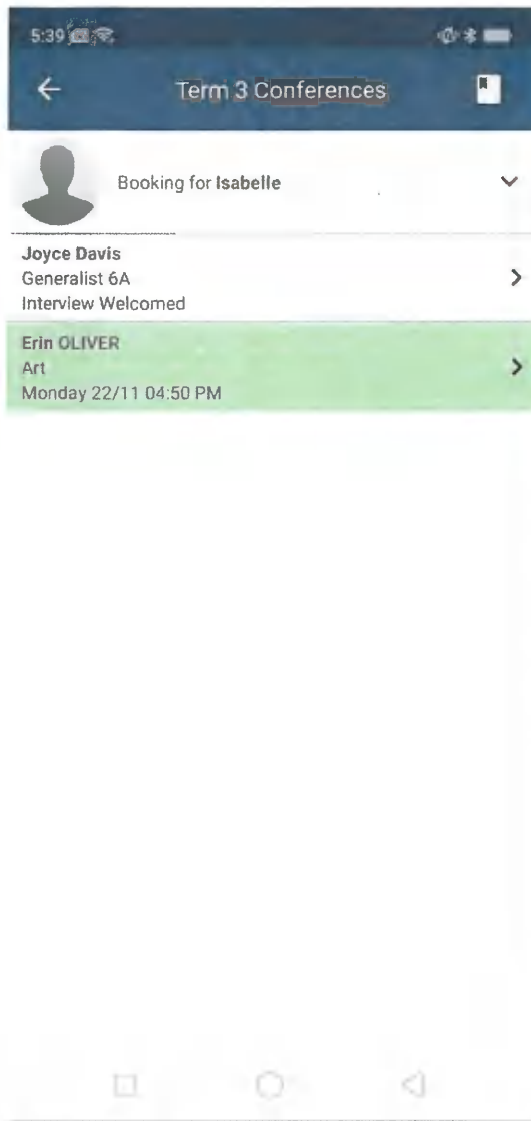 5:39
Term 3 Conferences
Booking for Isabelle
Joyce Davis
Generalist 6A
Interview Welcomed
Erin OLIVER
Art
Monday 22/11 04:50 PM